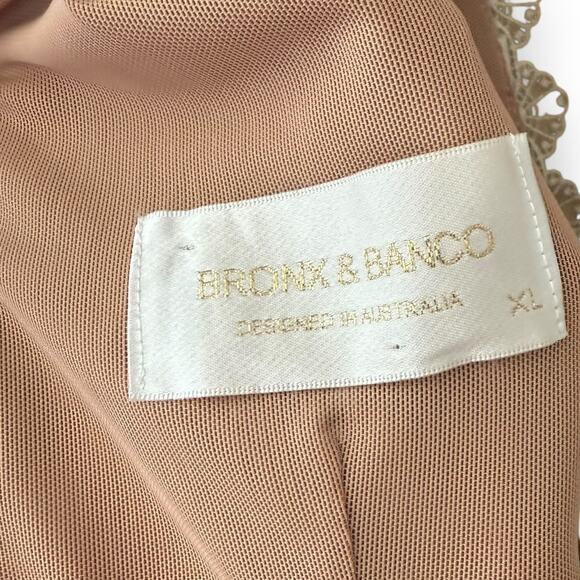 BRONX & BANCO
DESIGNED IN AUSTRALIA
XL